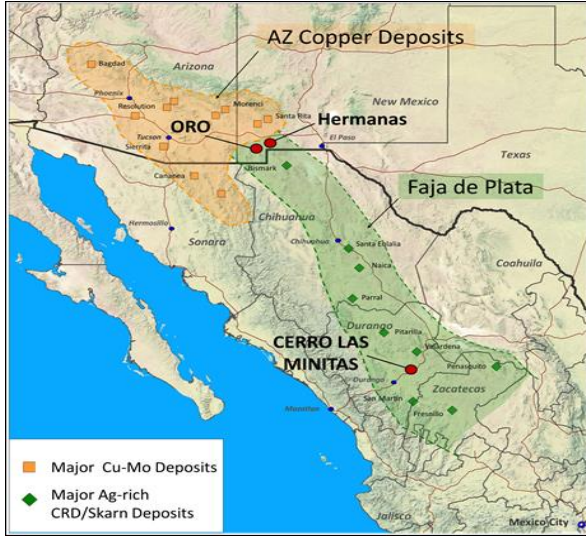 AZ Copper Deposits
Arizona
Bagdad
Phoenix
Resolution
Morenci
Santa Rita
New Mexico
ORO
Hermanas
Tucson
Sierrita
El Paso
Texas
Bismark
Cananea
Faja de Plata
Hermosillo
Sonora
Chihuahua
Chihuahua
Santa Eulalia
Naica
Coahuila
Parral
Durango
Pitarilla
CERRO LAS
MINITAS
Velardena
Penasquito
Durango
Zacatecas
San Martin
Fresnillo
Mazatlan
Major Cu-Mo Deposits
Major Ag-rich
CRD/Skarn Deposits
Jalisco
Mexico City